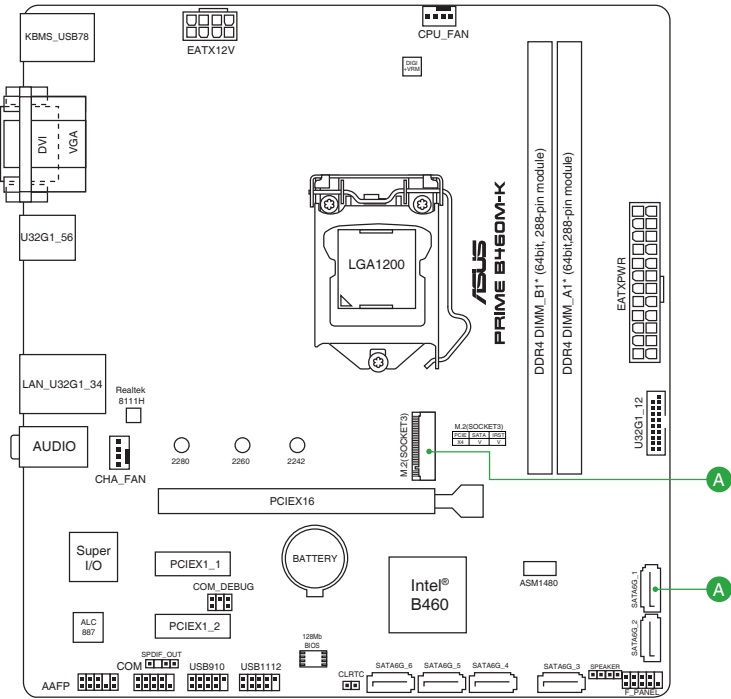 KBMS_USB78
EATX12V
CPU_FAN
DIGI
+VRM
DVI
VGA
U32G1_56
LGA1200
ASUS
PRIME B460M-K
DDR4 DIMM_B1* (64bit, 288-pin module)
DDR4 DIMM_A1* (64bit,288-pin module)
EATXPWR
LAN_U32G1_34
Realtek
8111H
AUDIO
CHA_FAN
2280
2260
2242
M.2(SOCKET3)
M.2(SOCKET3)
PCIE SATA IRST
X4 V V
U32G1_12
A
PCIEX16
Super
I/O
PCIEX1_1
BATTERY
Intel®
B460
ASM1480
SATA6G_1
A
COM_DEBUG
ALC
887
PCIEX1_2
SATA6G_2
128Mb
BIOS
SPDIF_OUT
COM
USB910
USB1112
CLRTC
SATA6G_6
SATA6G_5
SATA6G_4
SATA6G_3
SPEAKER
AAFP
F_PANEL